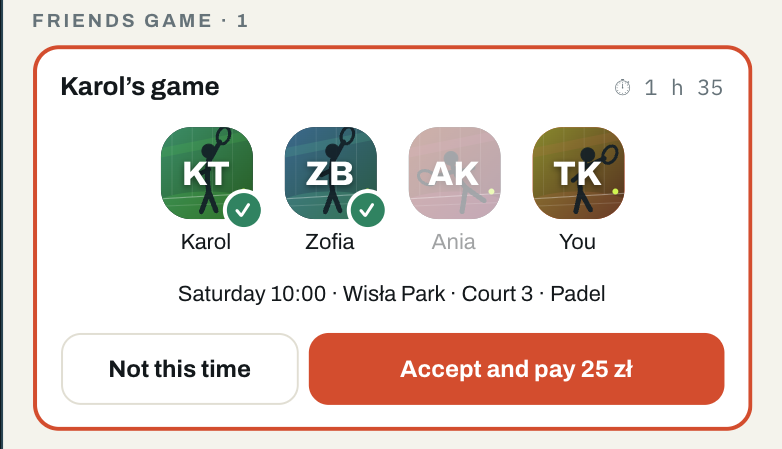 FRIENDS GAME · 1
Karol’s game
⏱ 1 h 35
KT ZB AK TK
Karol Zofia Ania You
Saturday 10:00 · Wisła Park · Court 3 · Padel
Not this time
Accept and pay 25 zł